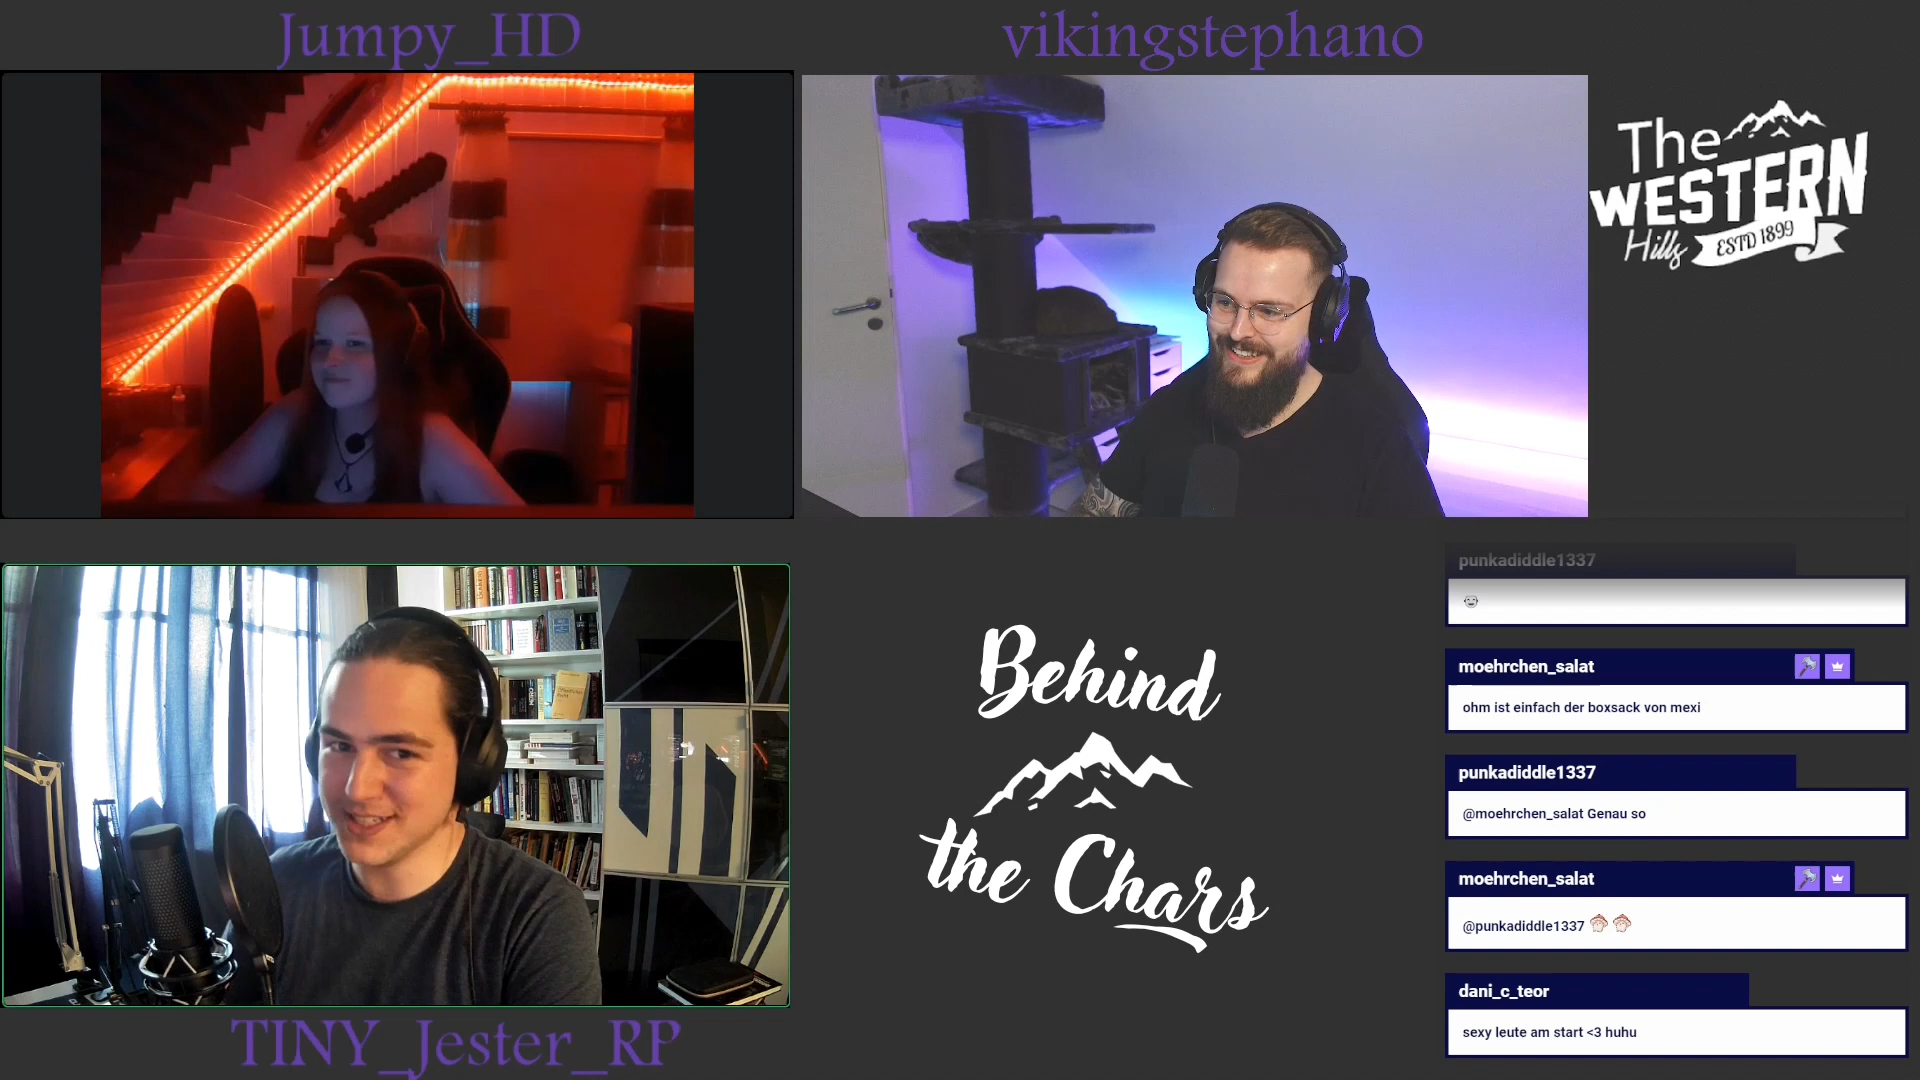 Jumpy_HD
vikingstephano
The
WESTERN
Hills
ESTD 1899
Behind
the Chars
TINY_Jester_RP
punkadiddle1337
moehrchen_salat
ohm ist einfach der boxsack von mexi
punkadiddle1337
@moehrchen_salat Genau so
moehrchen_salat
@punkadiddle1337
dani_c_teor
sexy leute am start <3 huhu